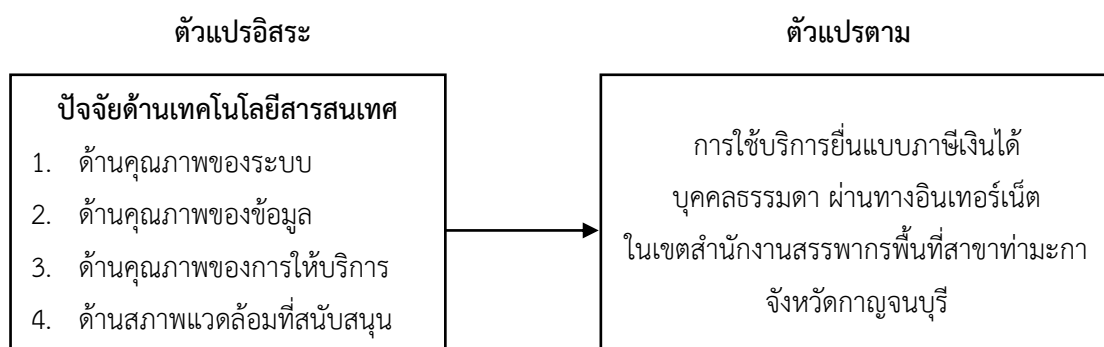 ตัวแปรอิสระ
ตัวแปรตาม
ปัจจัยด้านเทคโนโลยีสารสนเทศ
1. ด้านคุณภาพของระบบ
2. ด้านคุณภาพของข้อมูล
3. ด้านคุณภาพของการให้บริการ
4. ด้านสภาพแวดล้อมที่สนับสนุน
การใช้บริการยื่นแบบภาษีเงินได้
บุคคลธรรมดา ผ่านทางอินเทอร์เน็ต
ในเขตสำนักงานสรรพากรพื้นที่สาขาท่ามะกา
จังหวัดกาญจนบุรี